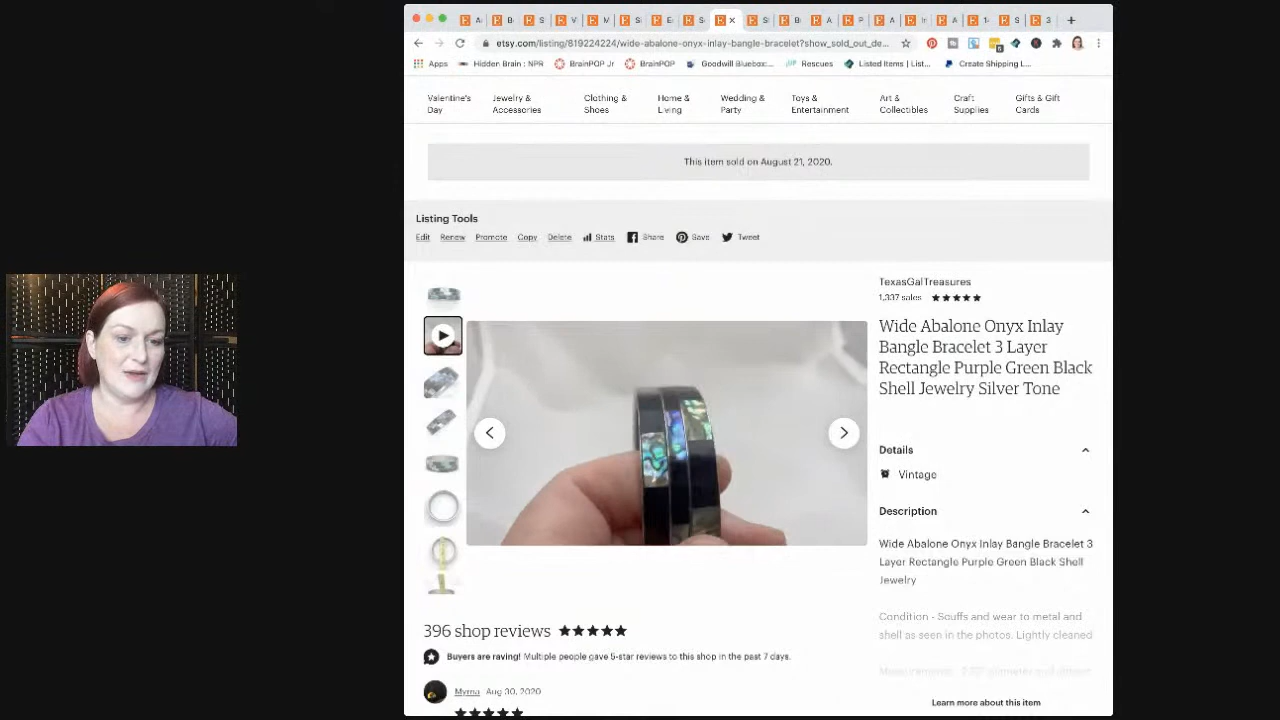 etsy.com/listing/819224224/wide-abalone-onyx-inlay-bangle-bracelet?show_sold_out_de...
Apps
Hidden Brain : NPR
BrainPOP Jr
BrainPOP
Goodwill Bluebox:...
Rescues
Listed Items | List...
Create Shipping L...
Valentine's Day
Jewelry & Accessories
Clothing & Shoes
Home & Living
Wedding & Party
Toys & Entertainment
Art & Collectibles
Craft Supplies
Gifts & Gift Cards
This item sold on August 21, 2020.
Listing Tools
Edit Renew Promote Copy Delete Stats Share Save Tweet
TexasGalTreasures
1,337 sales
Wide Abalone Onyx Inlay
Bangle Bracelet 3 Layer
Rectangle Purple Green Black
Shell Jewelry Silver Tone
Details
Vintage
Description
Wide Abalone Onyx Inlay Bangle Bracelet 3
Layer Rectangle Purple Green Black Shell
Jewelry
Condition - Scuffs and wear to metal and
shell as seen in the photos. Lightly cleaned
Learn more about this item
396 shop reviews
Buyers are raving! Multiple people gave 5-star reviews to this shop in the past 7 days.
Myrna Aug 30, 2020